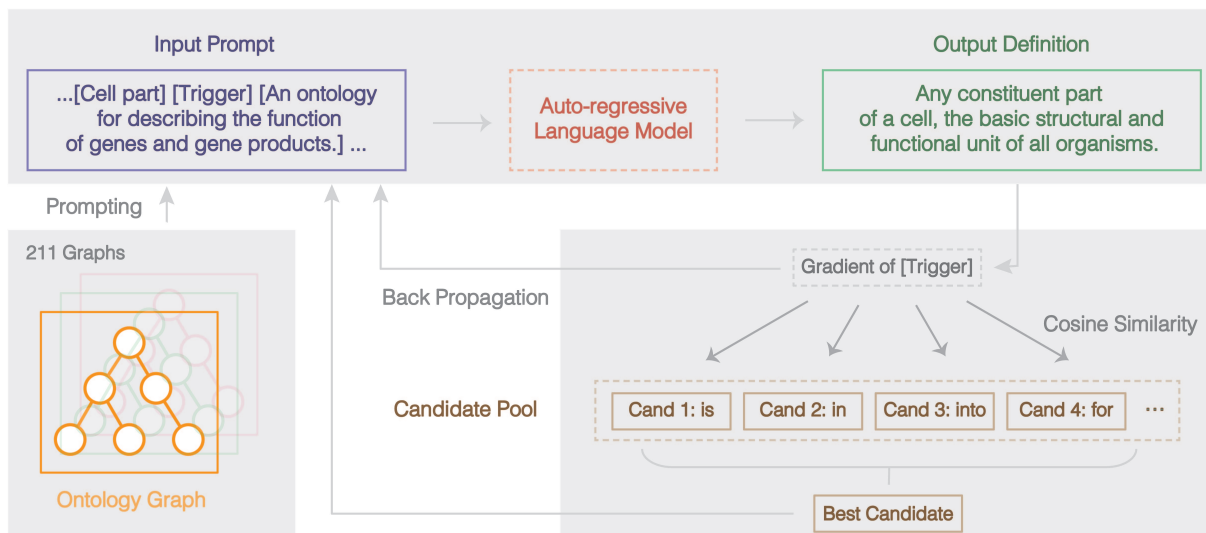 Input Prompt
Output Definition
...[Cell part] [Trigger] [An ontology
for describing the function
of genes and gene products.] ...
Auto-regressive
Language Model
Any constituent part
of a cell, the basic structural and
functional unit of all organisms.
Prompting
211 Graphs
Gradient of [Trigger]
Back Propagation
Cosine Similarity
Candidate Pool
Cand 1: is
Cand 2: in
Cand 3: into
Cand 4: for
...
Ontology Graph
Best Candidate